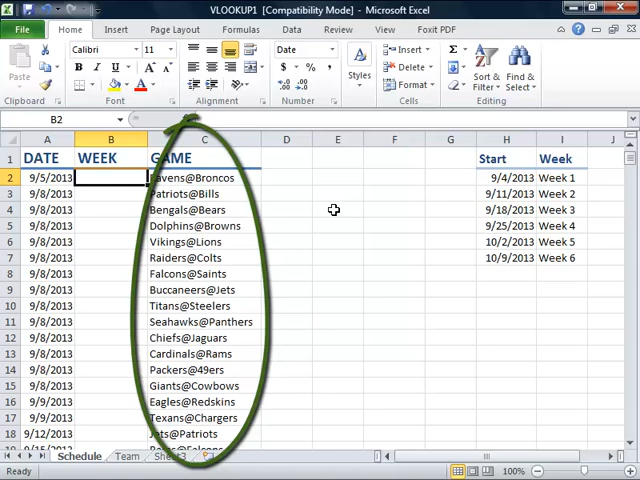 VLOOKUP1 [Compatibility Mode] - Microsoft Excel
File Home Insert Page Layout Formulas Data Review View Foxit PDF
Calibri 11 Date
Paste B I U A A $ % , Styles Insert Delete Format Σ Sort & Filter Find & Select
Clipboard Font Alignment Number Cells Editing
B2
A B C D E F G H I J
1 DATE WEEK GAME Start Week
2 9/5/2013 Ravens@Broncos 9/4/2013 Week 1
3 9/8/2013 Patriots@Bills 9/11/2013 Week 2
4 9/8/2013 Bengals@Bears 9/18/2013 Week 3
5 9/8/2013 Dolphins@Browns 9/25/2013 Week 4
6 9/8/2013 Vikings@Lions 10/2/2013 Week 5
7 9/8/2013 Raiders@Colts 10/9/2013 Week 6
8 9/8/2013 Falcons@Saints
9 9/8/2013 Buccaneers@Jets
10 9/8/2013 Titans@Steelers
11 9/8/2013 Seahawks@Panthers
12 9/8/2013 Chiefs@Jaguars
13 9/8/2013 Cardinals@Rams
14 9/8/2013 Packers@49ers
15 9/8/2013 Giants@Cowbows
16 9/9/2013 Eagles@Redskins
17 9/9/2013 Texans@Chargers
18 9/12/2013 Jets@Patriots
Schedule Team Sheet3
Ready 100%